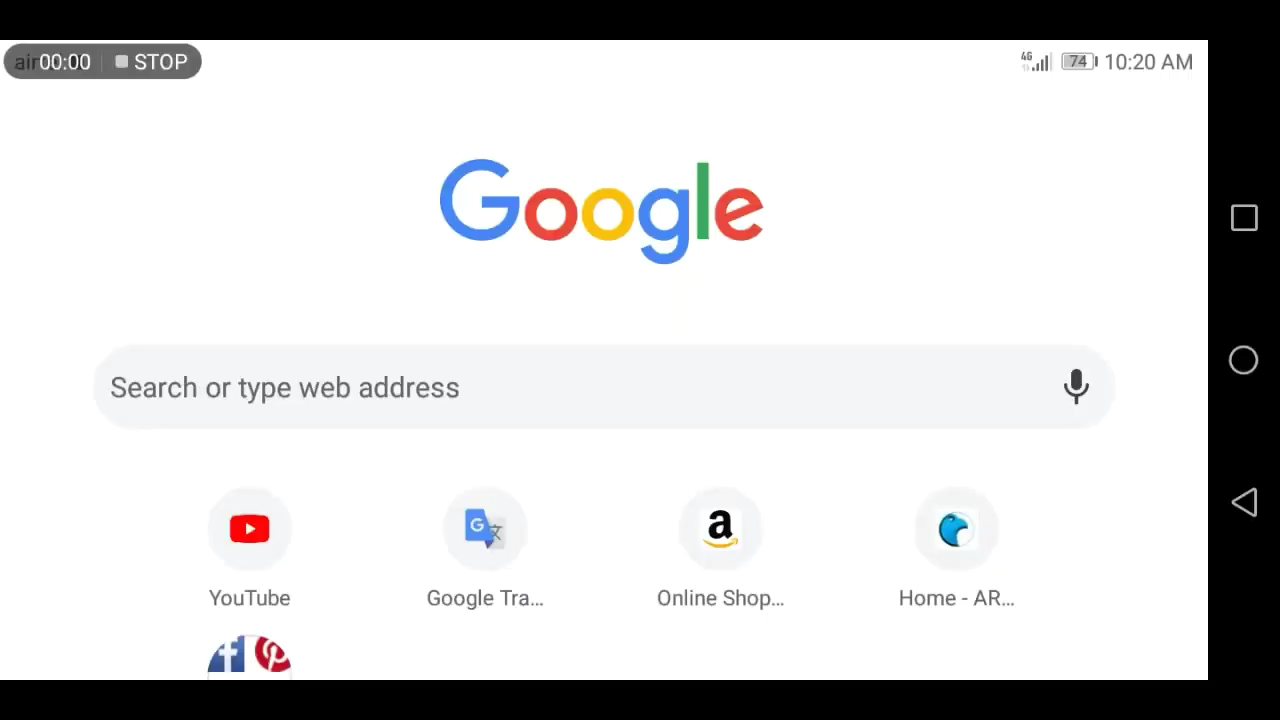 00:00 STOP
4G 74 10:20 AM
Google
Search or type web address
YouTube
Google Tra...
Online Shop...
Home - AR...